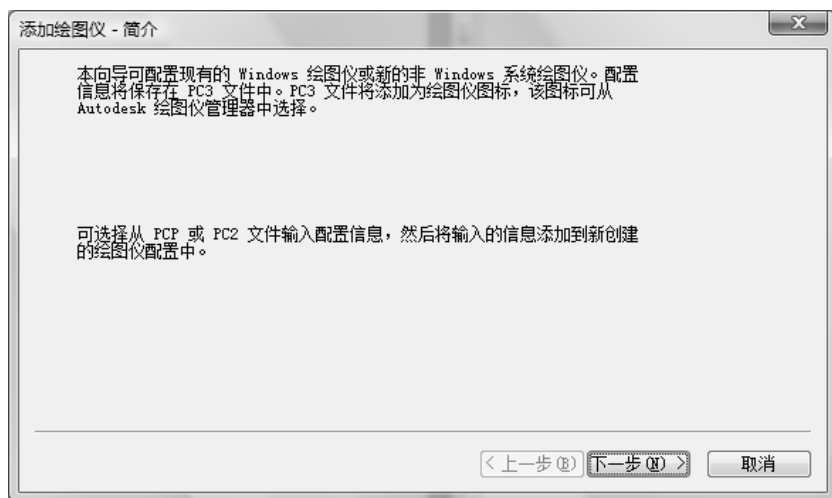 添加绘图仪 - 简介
本向导可配置现有的 Windows 绘图仪或新的非 Windows 系统绘图仪。配置
信息将保存在 PC3 文件中。PC3 文件将添加为绘图仪图标，该图标可从
Autodesk 绘图仪管理器中选择。
可选择从 PCP 或 PC2 文件输入配置信息，然后将输入的信息添加到新创建
的绘图仪配置中。
< 上一步(B) 下一步(N) > 取消